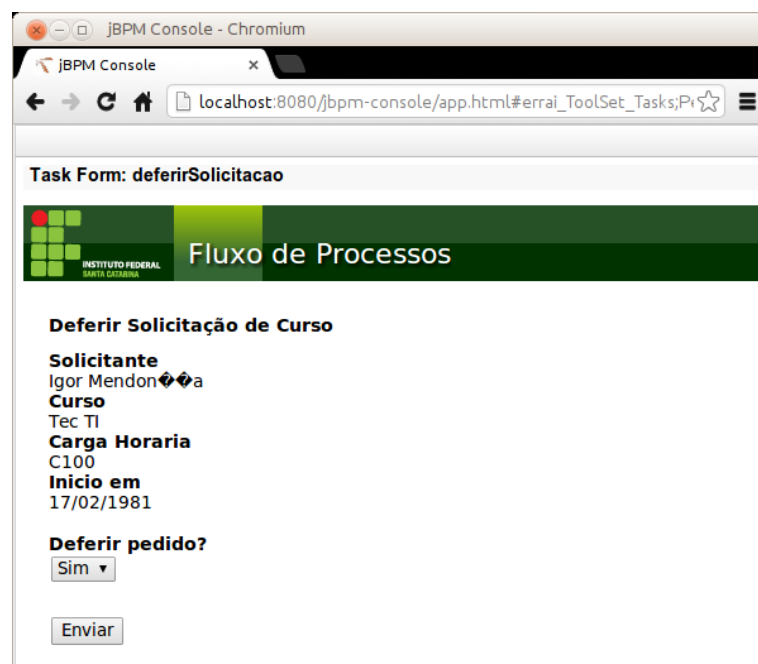 jBPM Console - Chromium
jBPM Console
localhost:8080/jbpm-console/app.html#errai_ToolSet_Tasks;P
Task Form: deferirSolicitacao
INSTITUTO FEDERAL
SANTA CATARINA
Fluxo de Processos
Deferir Solicitação de Curso
Solicitante
Igor Mendon��a
Curso
Tec TI
Carga Horaria
C100
Inicio em
17/02/1981
Deferir pedido?
Sim
Enviar